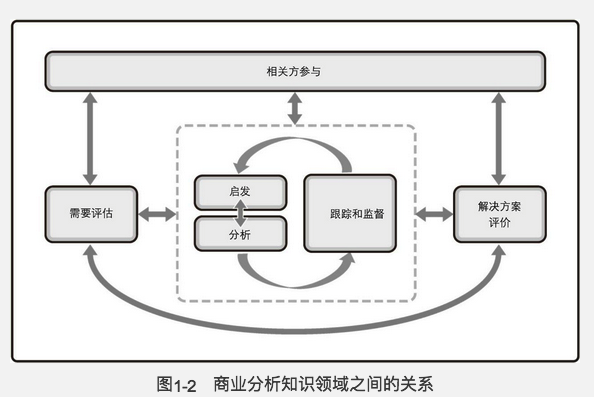 相关方参与
启发
需要评估
跟踪和监督
解决方案
评价
分析
图1-2 商业分析知识领域之间的关系